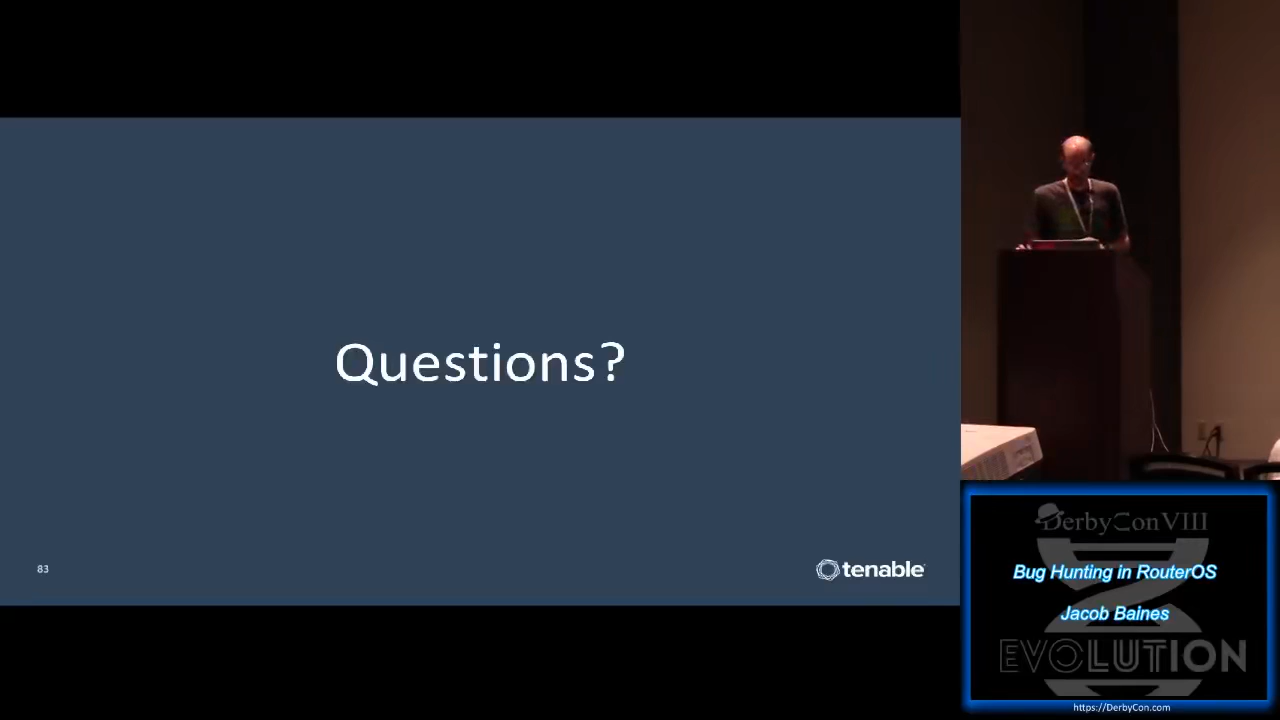 Questions?
83
tenable
DerbyCon VIII
Bug Hunting in RouterOS
Jacob Baines
EVOLUTION
https://DerbyCon.com